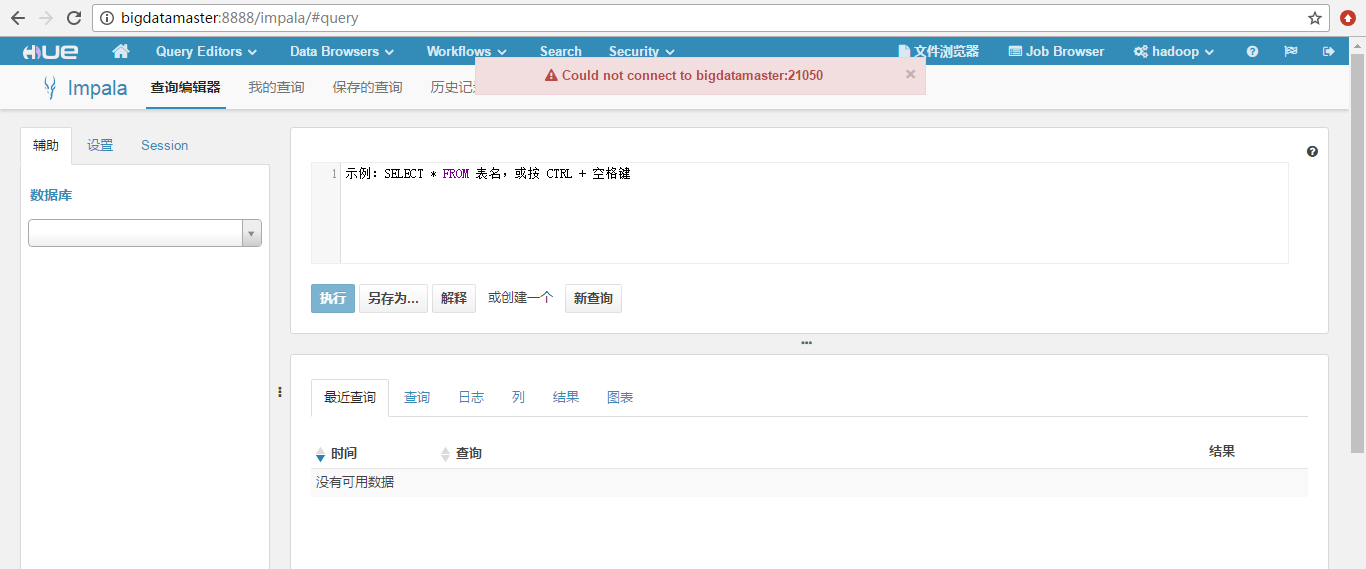 bigdatamaster:8888/impala/#query
HUE Query Editors Data Browsers Workflows Search Security 文件浏览器 Job Browser hadoop
Could not connect to bigdatamaster:21050 ×
Impala 查询编辑器 我的查询 保存的查询 历史记
辅助 设置 Session
数据库
1 示例: SELECT * FROM 表名, 或按 CTRL + 空格键
执行 另存为... 解释 或创建一个 新查询
最近查询 查询 日志 列 结果 图表
时间 查询 结果
没有可用数据